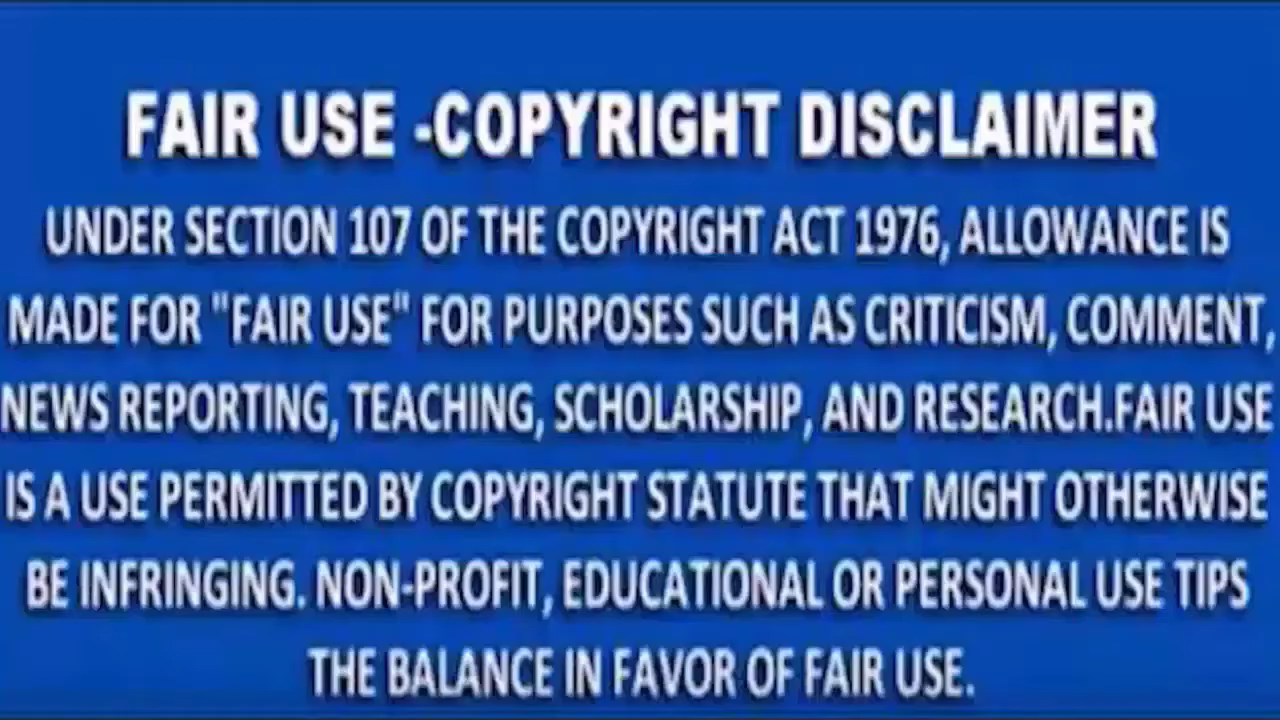 FAIR USE -COPYRIGHT DISCLAIMER
UNDER SECTION 107 OF THE COPYRIGHT ACT 1976, ALLOWANCE IS
MADE FOR "FAIR USE" FOR PURPOSES SUCH AS CRITICISM, COMMENT,
NEWS REPORTING, TEACHING, SCHOLARSHIP, AND RESEARCH.FAIR USE
IS A USE PERMITTED BY COPYRIGHT STATUTE THAT MIGHT OTHERWISE
BE INFRINGING. NON-PROFIT, EDUCATIONAL OR PERSONAL USE TIPS
THE BALANCE IN FAVOR OF FAIR USE.